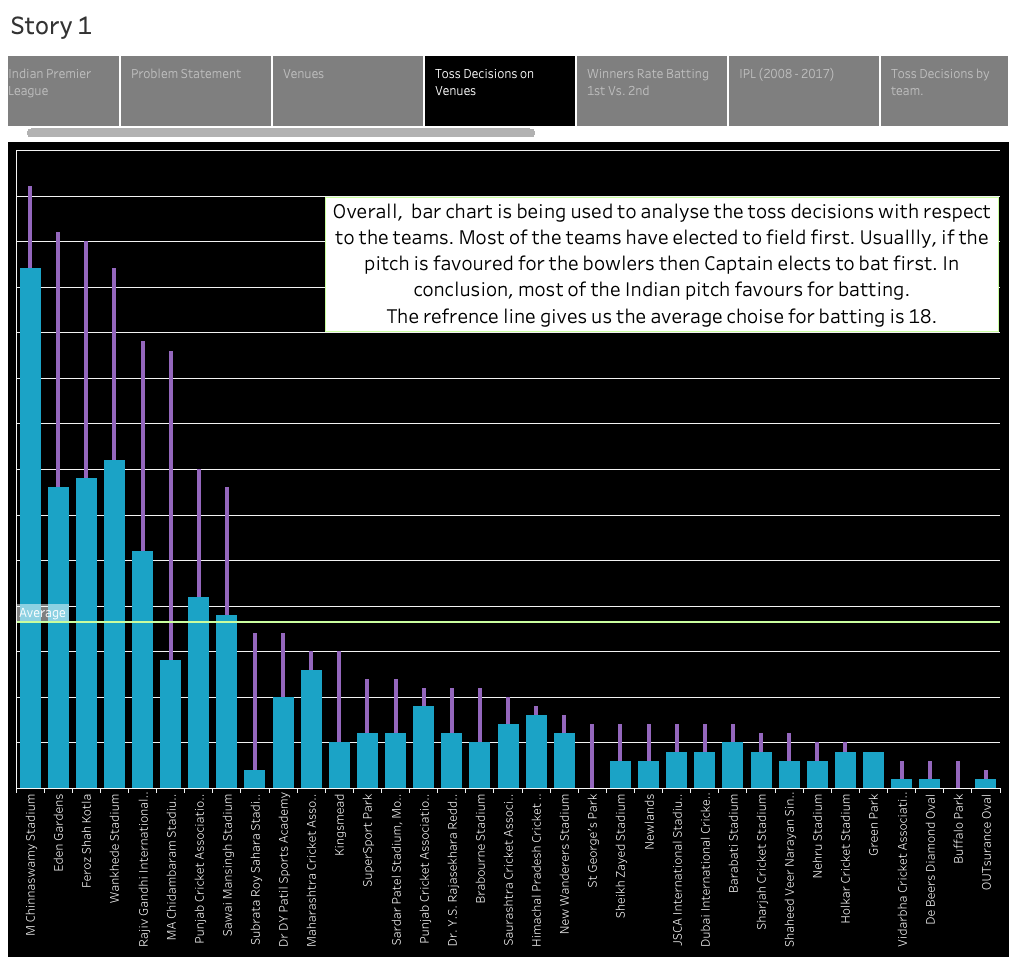 Story 1
Indian Premier
League
Problem Statement
Venues
Toss Decisions on
Venues
Winners Rate Batting
1st Vs. 2nd
IPL (2008 - 2017)
Toss Decisions by
team.
Overall,  bar chart is being used to analyse the toss decisions with respect
to the teams. Most of the teams have elected to field first. Usuallly, if the
pitch is favoured for the bowlers then Captain elects to bat first. In
conclusion, most of the Indian pitch favours for batting.
The refrence line gives us the average choise for batting is 18.
Average
M Chinnaswamy Stadium
Eden Gardens
Feroz Shah Kotla
Wankhede Stadium
Rajiv Gandhi International..
MA Chidambaram Stadiu..
Punjab Cricket Associatio..
Sawai Mansingh Stadium
Subrata Roy Sahara Stadi..
Dr DY Patil Sports Academy
Maharashtra Cricket Asso..
Kingsmead
SuperSport Park
Sardar Patel Stadium, Mo..
Punjab Cricket Associatio..
Dr. Y.S. Rajasekhara Redd..
Brabourne Stadium
Saurashtra Cricket Associ..
Himachal Pradesh Cricket ..
New Wanderers Stadium
St George's Park
Sheikh Zayed Stadium
Newlands
JSCA International Stadiu..
Dubai International Cricke..
Barabati Stadium
Sharjah Cricket Stadium
Shaheed Veer Narayan Sin..
Nehru Stadium
Holkar Cricket Stadium
Green Park
Vidarbha Cricket Associati..
De Beers Diamond Oval
Buffalo Park
OUTsurance Oval